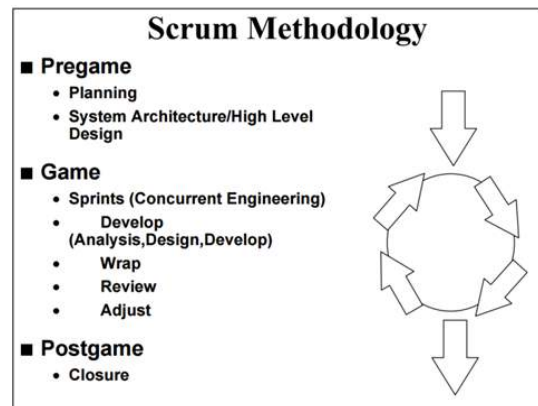 Scrum Methodology
■ Pregame
• Planning
• System Architecture/High Level
Design
■ Game
• Sprints (Concurrent Engineering)
• Develop
(Analysis,Design,Develop)
• Wrap
• Review
• Adjust
■ Postgame
• Closure